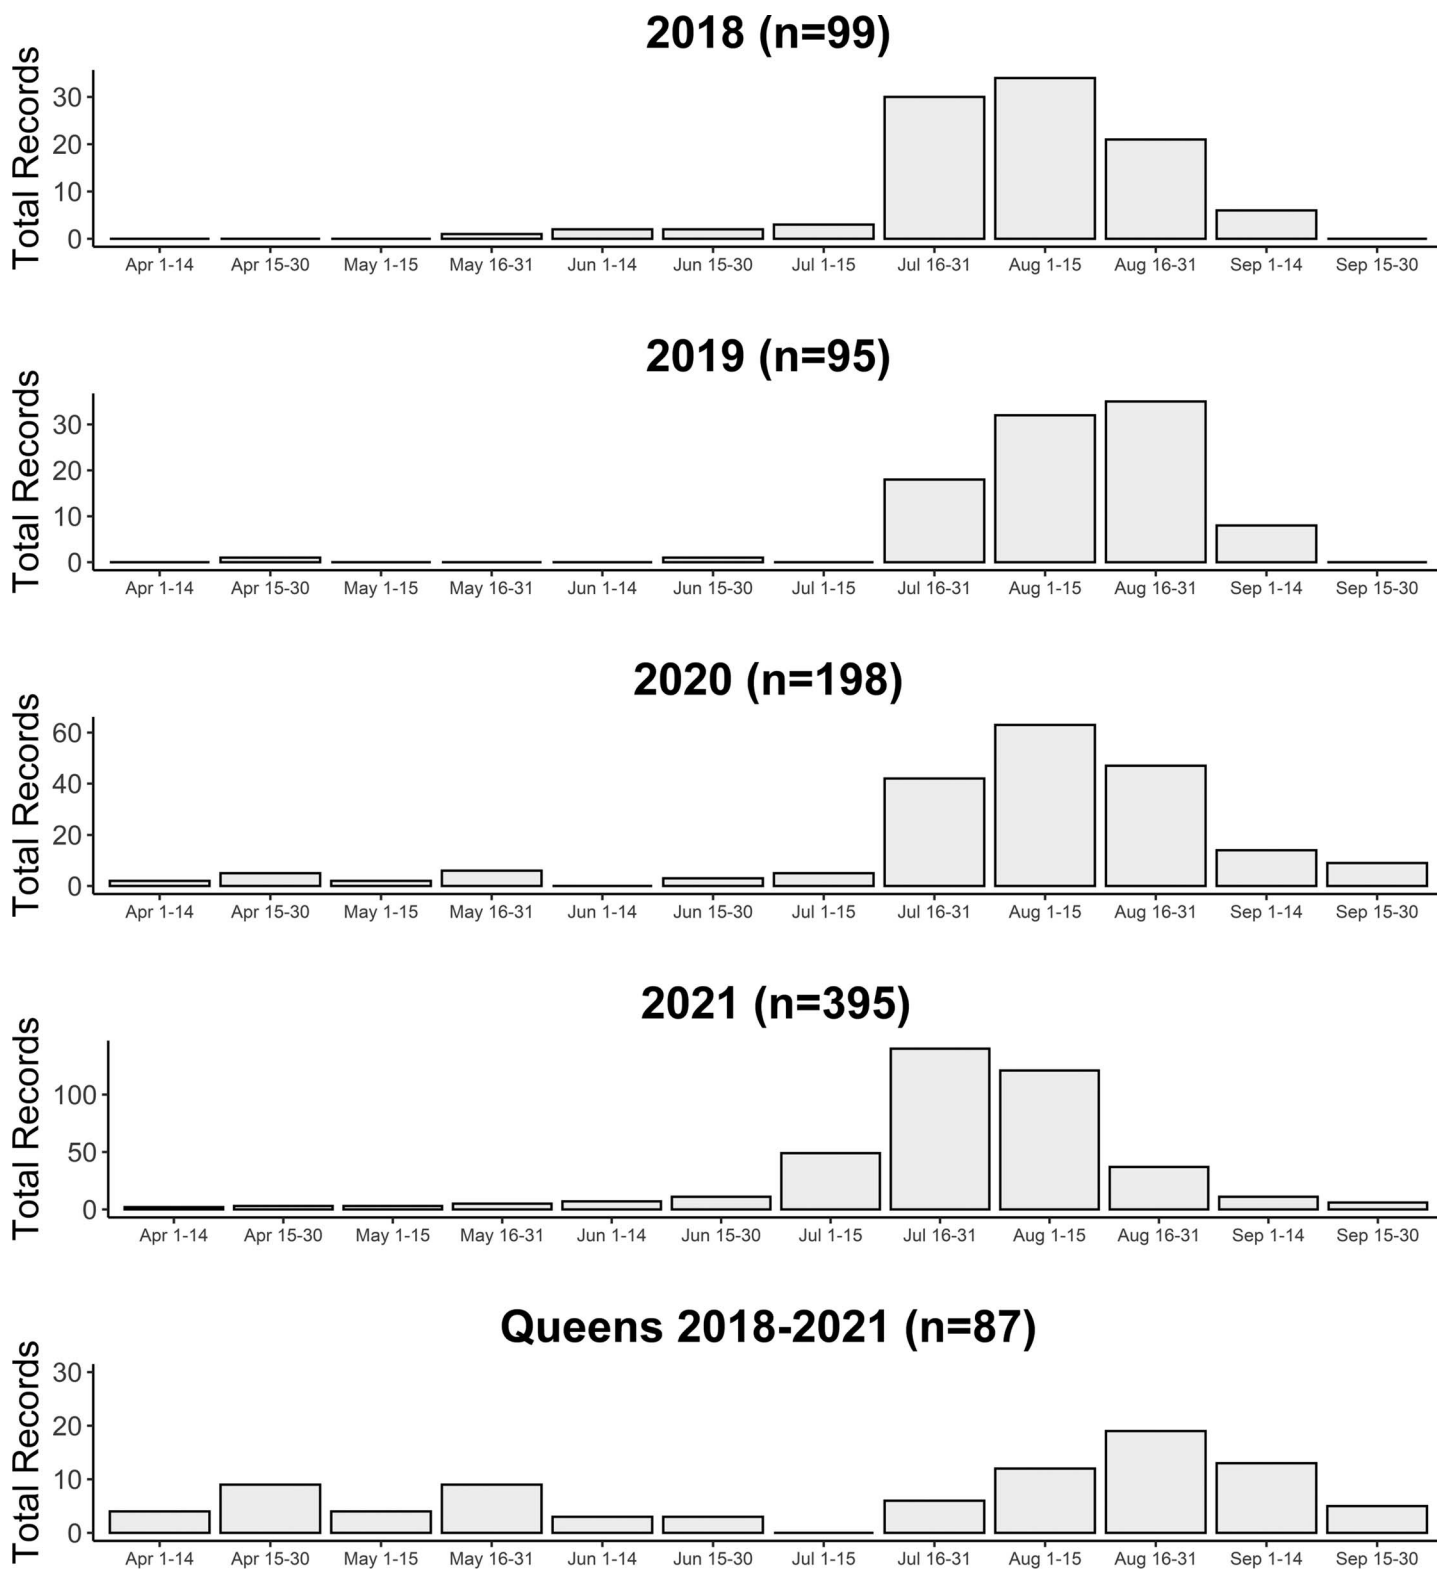 2018 (n=99)
Total Records
30
20
10
0
Apr 1-14 Apr 15-30 May 1-15 May 16-31 Jun 1-14 Jun 15-30 Jul 1-15 Jul 16-31 Aug 1-15 Aug 16-31 Sep 1-14 Sep 15-30
2019 (n=95)
Total Records
30
20
10
0
Apr 1-14 Apr 15-30 May 1-15 May 16-31 Jun 1-14 Jun 15-30 Jul 1-15 Jul 16-31 Aug 1-15 Aug 16-31 Sep 1-14 Sep 15-30
2020 (n=198)
Total Records
60
40
20
0
Apr 1-14 Apr 15-30 May 1-15 May 16-31 Jun 1-14 Jun 15-30 Jul 1-15 Jul 16-31 Aug 1-15 Aug 16-31 Sep 1-14 Sep 15-30
2021 (n=395)
Total Records
100
50
0
Apr 1-14 Apr 15-30 May 1-15 May 16-31 Jun 1-14 Jun 15-30 Jul 1-15 Jul 16-31 Aug 1-15 Aug 16-31 Sep 1-14 Sep 15-30
Queens 2018-2021 (n=87)
Total Records
30
20
10
0
Apr 1-14 Apr 15-30 May 1-15 May 16-31 Jun 1-14 Jun 15-30 Jul 1-15 Jul 16-31 Aug 1-15 Aug 16-31 Sep 1-14 Sep 15-30